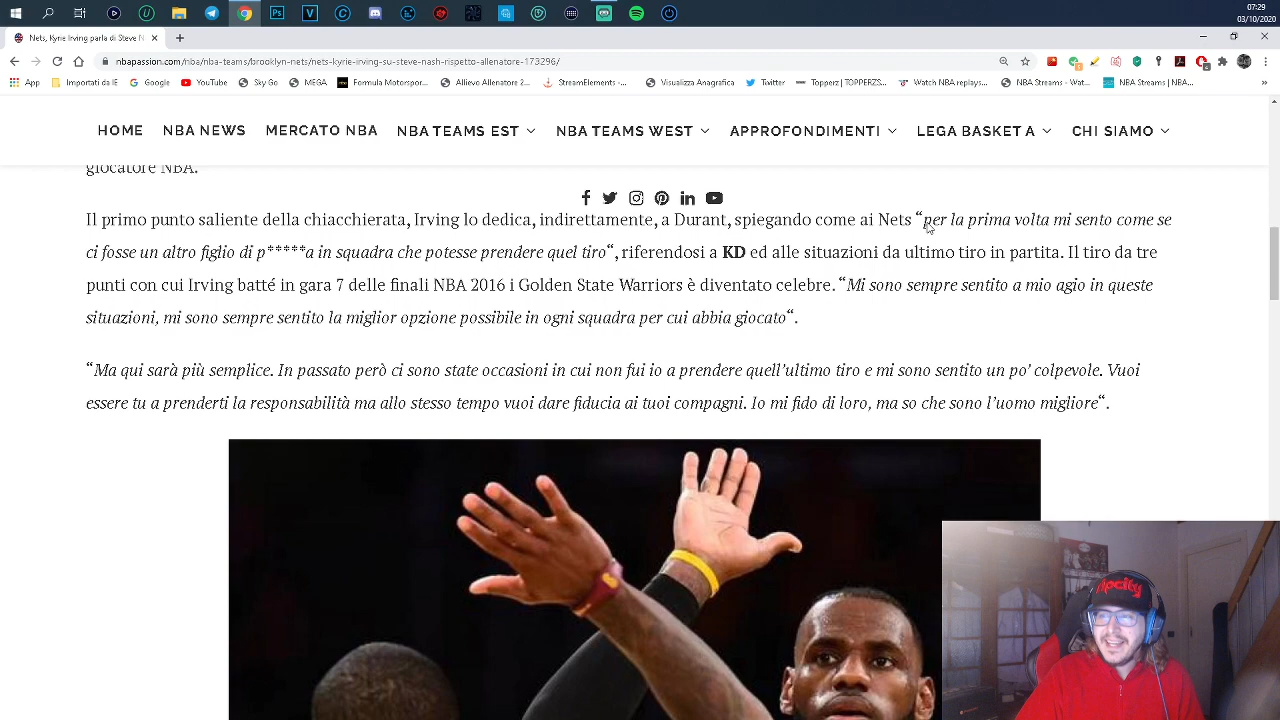 07:29
03/10/2020
Nets, Kyrie Irving parla di Steve N
nbapassion.com/nba/nba-teams/brooklyn-nets/nets-kyrie-irving-su-steve-nash-rispetto-allenatore-173296/
App Importati da IE Google YouTube Sky Go MEGA Formula Manager... StreamElements -... Visualizza Anagrafica Twitter Topperz | TOPPERZS... Watch NBA replays... NBA Streams - Wat... NBA Streams | NBA...
HOME NBA NEWS MERCATO NBA NBA TEAMS EST NBA TEAMS WEST APPROFONDIMENTI LEGA BASKET A CHI SIAMO
giocatore NBA.
Il primo punto saliente della chiacchierata, Irving lo dedica, indirettamente, a Durant, spiegando come ai Nets “per la prima volta mi sento come se
ci fosse un altro figlio di p*****a in squadra che potesse prendere quel tiro“, riferendosi a KD ed alle situazioni da ultimo tiro in partita. Il tiro da tre
punti con cui Irving batté in gara 7 delle finali NBA 2016 i Golden State Warriors è diventato celebre. “Mi sono sempre sentito a mio agio in queste
situazioni, mi sono sempre sentito la miglior opzione possibile in ogni squadra per cui abbia giocato“.
“Ma qui sarà più semplice. In passato però ci sono state occasioni in cui non fui io a prendere quell’ultimo tiro e mi sono sentito un po’ colpevole. Vuoi
essere tu a prenderti la responsabilità ma allo stesso tempo vuoi dare fiducia ai tuoi compagni. Io mi fido di loro, ma so che sono l’uomo migliore“.